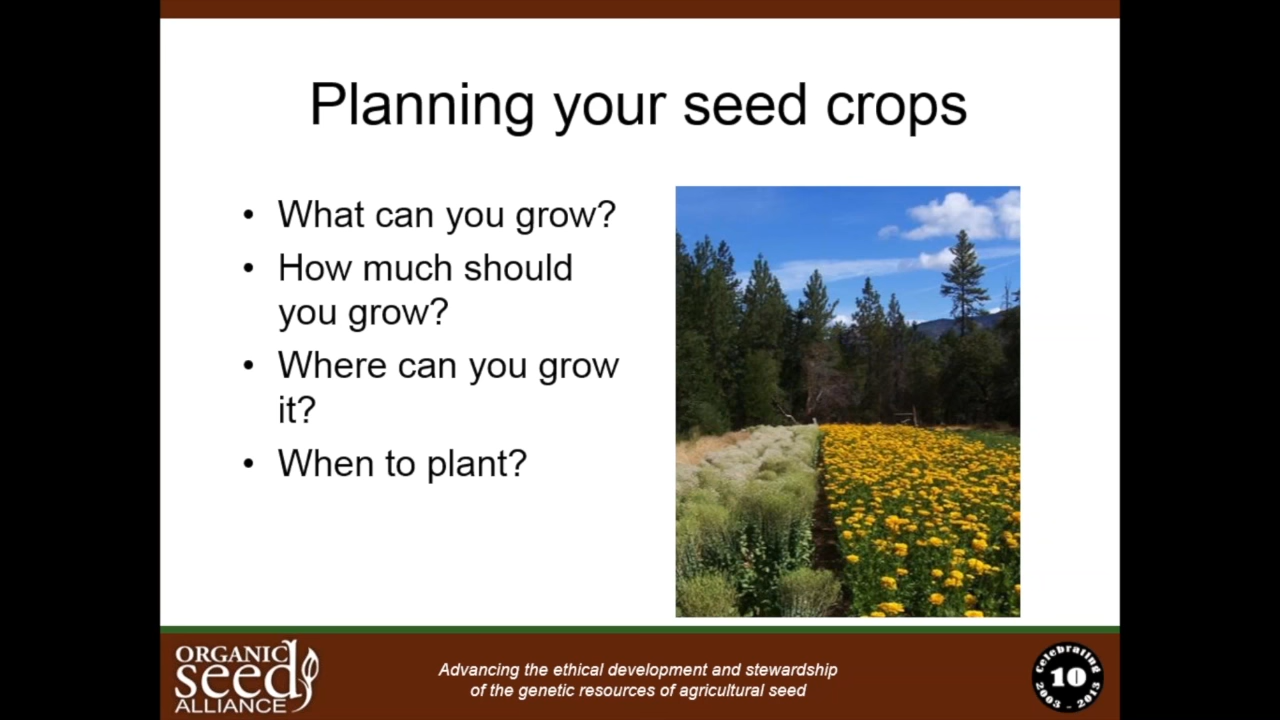 Planning your seed crops
• What can you grow?
• How much should
you grow?
• Where can you grow
it?
• When to plant?
ORGANIC
seed
ALLIANCE
Advancing the ethical development and stewardship
of the genetic resources of agricultural seed
celebrating
10
2003 - 2013